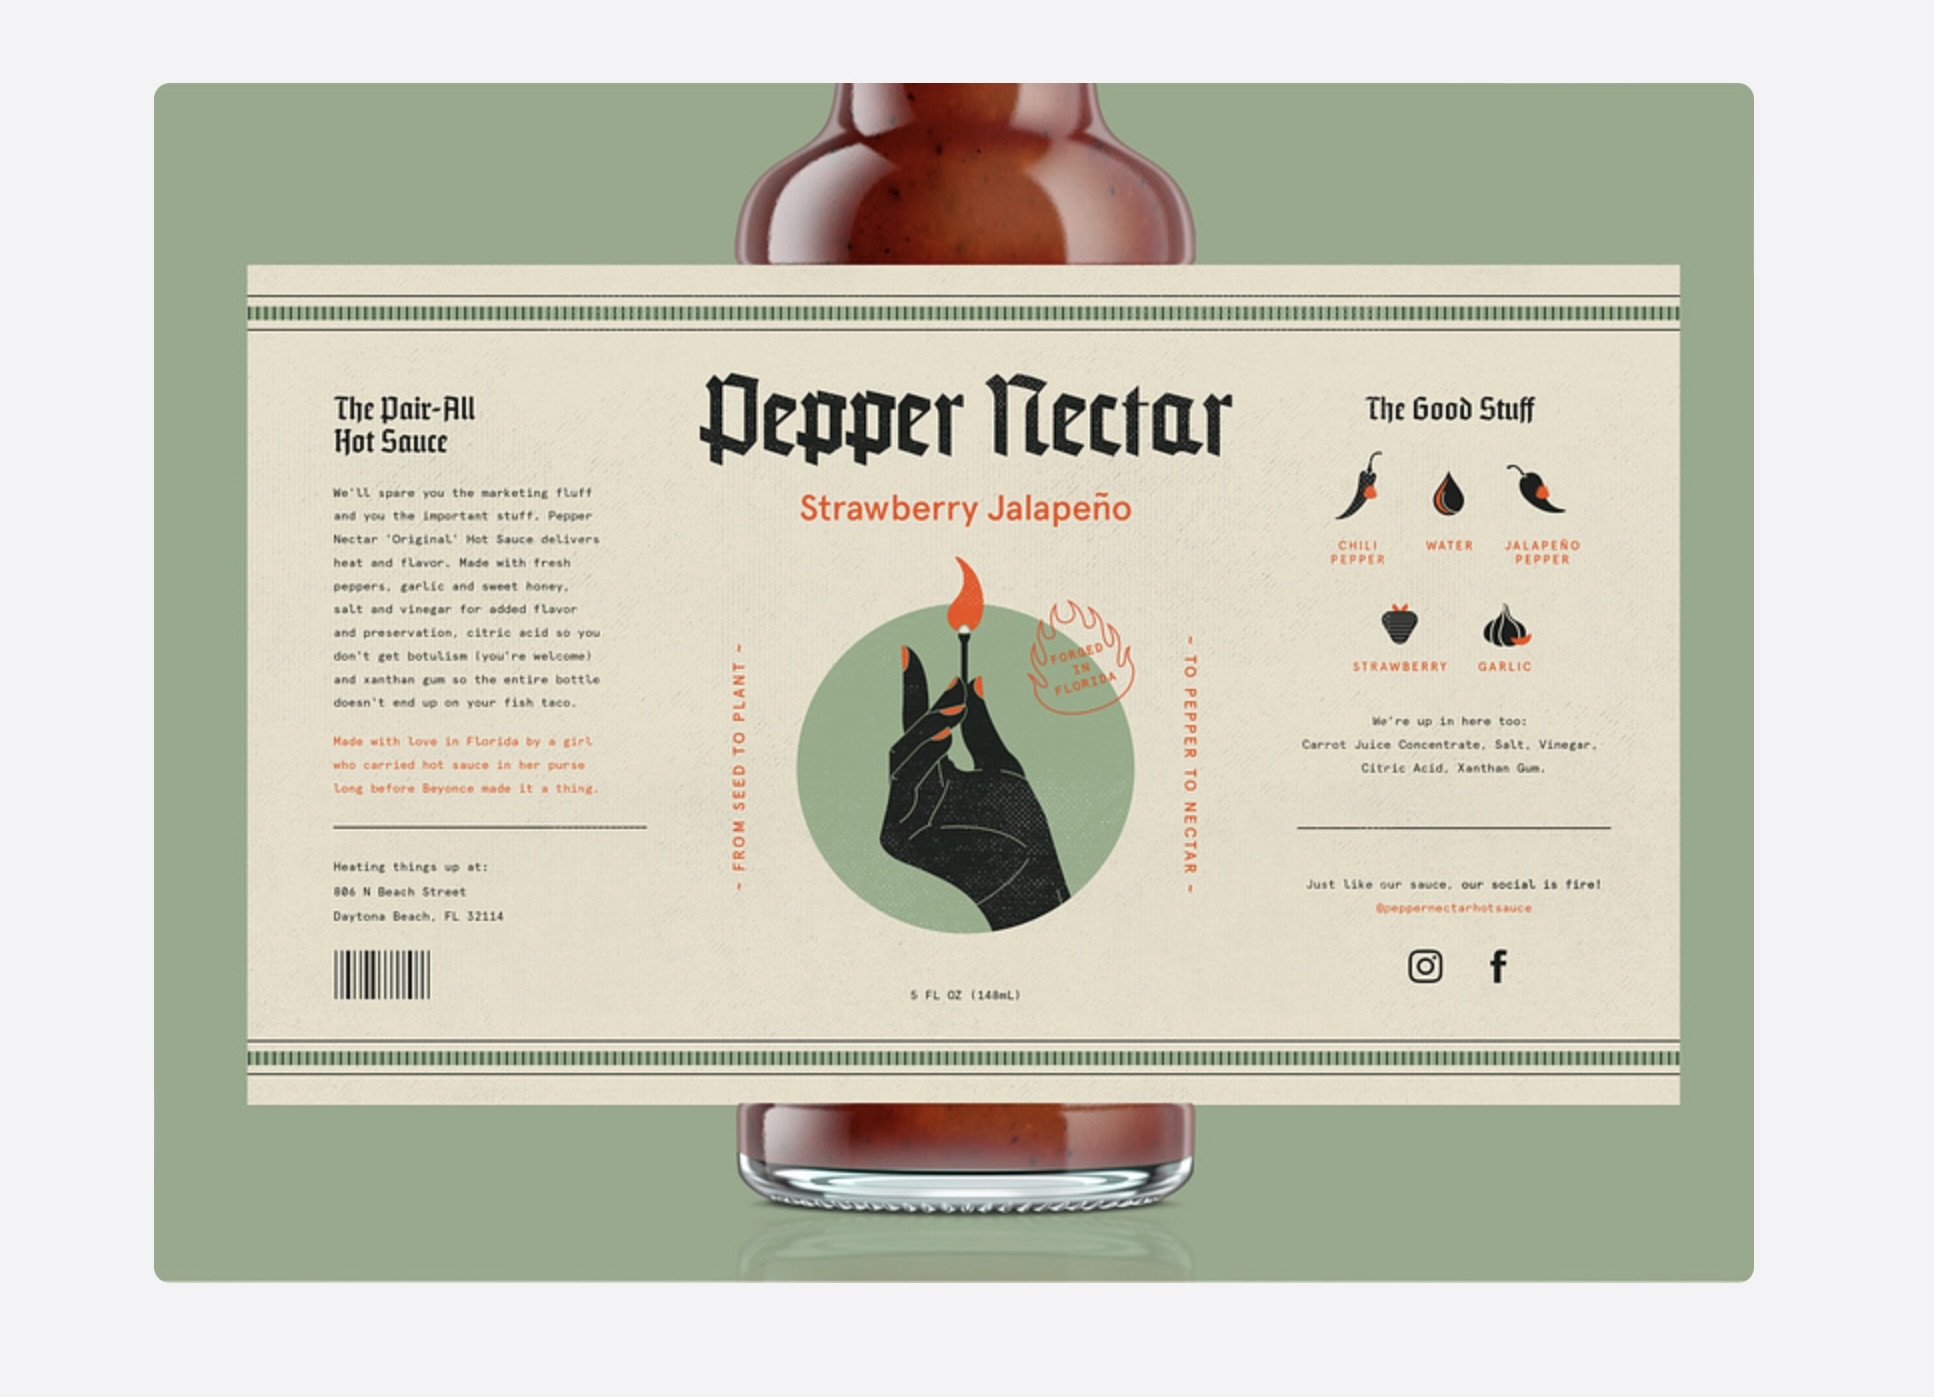 The Pair-All
Hot Sauce
We'll spare you the marketing fluff
and you the important stuff. Pepper
Nectar 'Original' Hot Sauce delivers
heat and flavor. Made with fresh
peppers, garlic and sweet honey,
salt and vinegar for added flavor
and preservation, citric acid so you
don't get botulism (you're welcome)
and xanthan gum so the entire bottle
doesn't end up on your fish taco.
Made with love in Florida by a girl
who carried hot sauce in her purse
long before Beyonce made it a thing.
Heating things up at:
806 N Beach Street
Daytona Beach, FL 32114
Pepper Nectar
Strawberry Jalapeño
~ FROM SEED TO PLANT ~
FORGED
IN
FLORIDA
~ TO PEPPER TO NECTAR ~
5 FL OZ (148mL)
The Good Stuff
CHILI
PEPPER
WATER
JALAPEÑO
PEPPER
STRAWBERRY
GARLIC
We're up in here too:
Carrot Juice Concentrate, Salt, Vinegar,
Citric Acid, Xanthan Gum.
Just like our sauce, our social is fire!
@peppernectarhotsauce